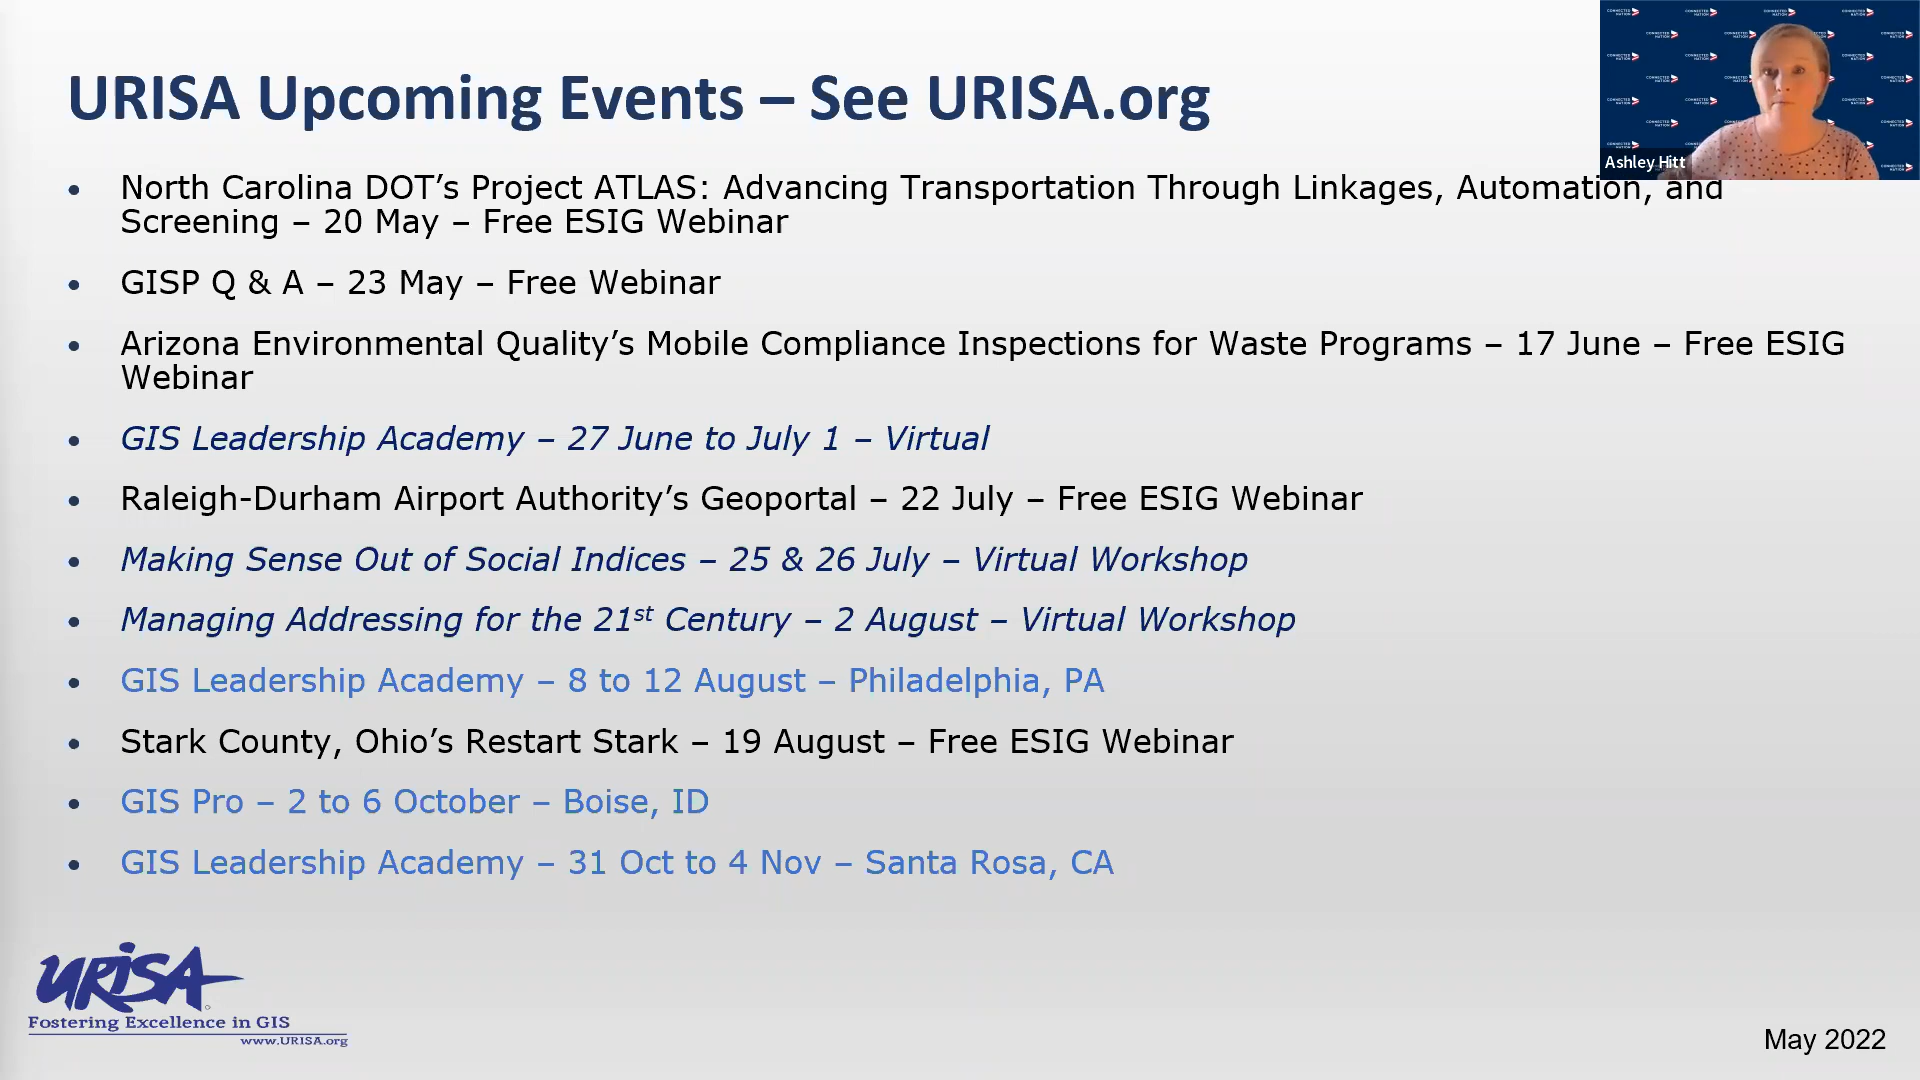 URISA Upcoming Events – See URISA.org
CONNECTED NATION
Ashley Hitt
• North Carolina DOT’s Project ATLAS: Advancing Transportation Through Linkages, Automation, and
Screening – 20 May – Free ESIG Webinar
• GISP Q & A – 23 May – Free Webinar
• Arizona Environmental Quality’s Mobile Compliance Inspections for Waste Programs – 17 June – Free ESIG
Webinar
• GIS Leadership Academy – 27 June to July 1 – Virtual
• Raleigh-Durham Airport Authority’s Geoportal – 22 July – Free ESIG Webinar
• Making Sense Out of Social Indices – 25 & 26 July – Virtual Workshop
• Managing Addressing for the 21st Century – 2 August – Virtual Workshop
• GIS Leadership Academy – 8 to 12 August – Philadelphia, PA
• Stark County, Ohio’s Restart Stark – 19 August – Free ESIG Webinar
• GIS Pro – 2 to 6 October – Boise, ID
• GIS Leadership Academy – 31 Oct to 4 Nov – Santa Rosa, CA
URISA
Fostering Excellence in GIS
www.URISA.org
May 2022